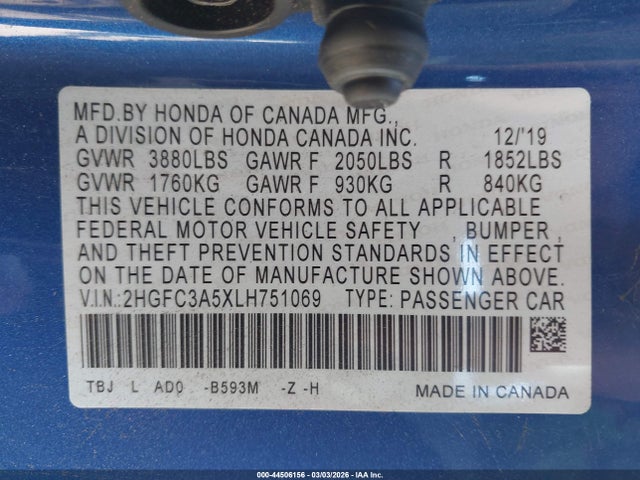 MFD.BY HONDA OF CANADA MFG.,
A DIVISION OF HONDA CANADA INC. 12/'19
GVWR 3880LBS GAWR F 2050LBS R 1852LBS
GVWR 1760KG GAWR F 930KG R 840KG
THIS VEHICLE CONFORMS TO ALL APPLICABLE
FEDERAL MOTOR VEHICLE SAFETY , BUMPER ,
AND THEFT PREVENTION STANDARDS IN EFFECT
ON THE DATE OF MANUFACTURE SHOWN ABOVE.
V.I.N.:2HGFC3A5XLH751069 TYPE: PASSENGER CAR
TBJ L AD0 -B593M -Z -H MADE IN CANADA
000-44506156 | 03/03/2026 | IAA Inc.